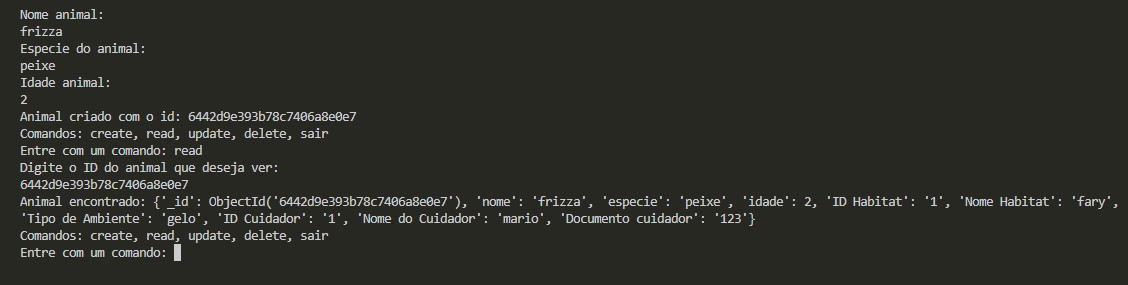 Nome animal:
frizza
Especie do animal:
peixe
Idade animal:
2
Animal criado com o id: 6442d9e393b78c7406a8e0e7
Comandos: create, read, update, delete, sair
Entre com um comando: read
Digite o ID do animal que deseja ver:
6442d9e393b78c7406a8e0e7
Animal encontrado: {'_id': ObjectId('6442d9e393b78c7406a8e0e7'), 'nome': 'frizza', 'especie': 'peixe', 'idade': 2, 'ID Habitat': '1', 'Nome Habitat': 'fary',
'Tipo de Ambiente': 'gelo', 'ID Cuidador': '1', 'Nome do Cuidador': 'mario', 'Documento cuidador': '123'}
Comandos: create, read, update, delete, sair
Entre com um comando: